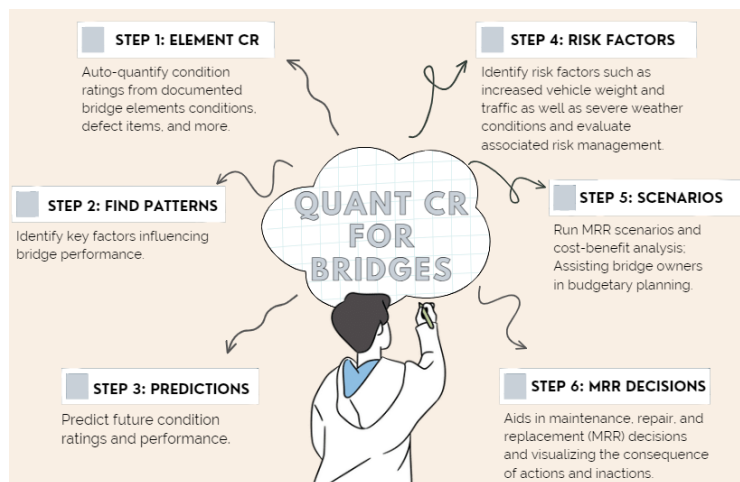 STEP 1: ELEMENT CR
Auto-quantify condition
ratings from documented
bridge elements conditions,
defect items, and more.
STEP 2: FIND PATTERNS
Identify key factors influencing
bridge performance.
STEP 3: PREDICTIONS
Predict future condition
ratings and performance.
QUANT CR
FOR
BRIDGES
STEP 4: RISK FACTORS
Identify risk factors such as
increased vehicle weight and
traffic as well as severe weather
conditions and evaluate
associated risk management.
STEP 5: SCENARIOS
Run MRR scenarios and
cost-benefit analysis;
Assisting bridge owners
in budgetary planning.
STEP 6: MRR DECISIONS
Aids in maintenance, repair, and
replacement (MRR) decisions
and visualizing the consequence
of actions and inactions.